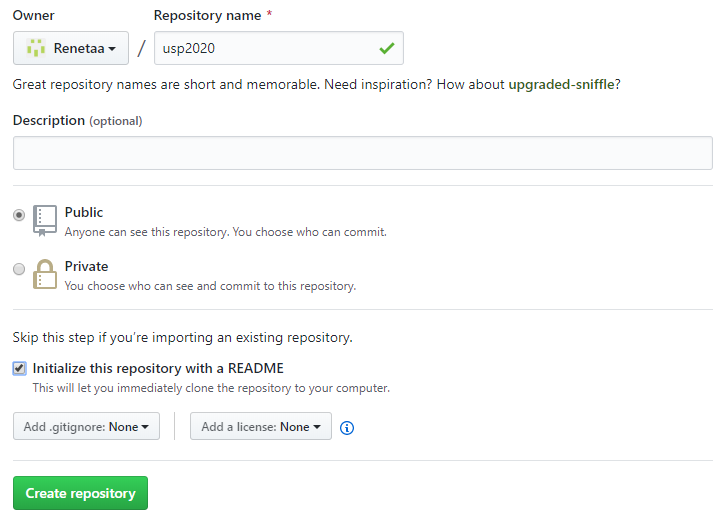 Owner Repository name *
Renetaa / usp2020
Great repository names are short and memorable. Need inspiration? How about upgraded-sniffle?
Description (optional)
Public
Anyone can see this repository. You choose who can commit.
Private
You choose who can see and commit to this repository.
Skip this step if you’re importing an existing repository.
Initialize this repository with a README
This will let you immediately clone the repository to your computer.
Add .gitignore: None Add a license: None
Create repository